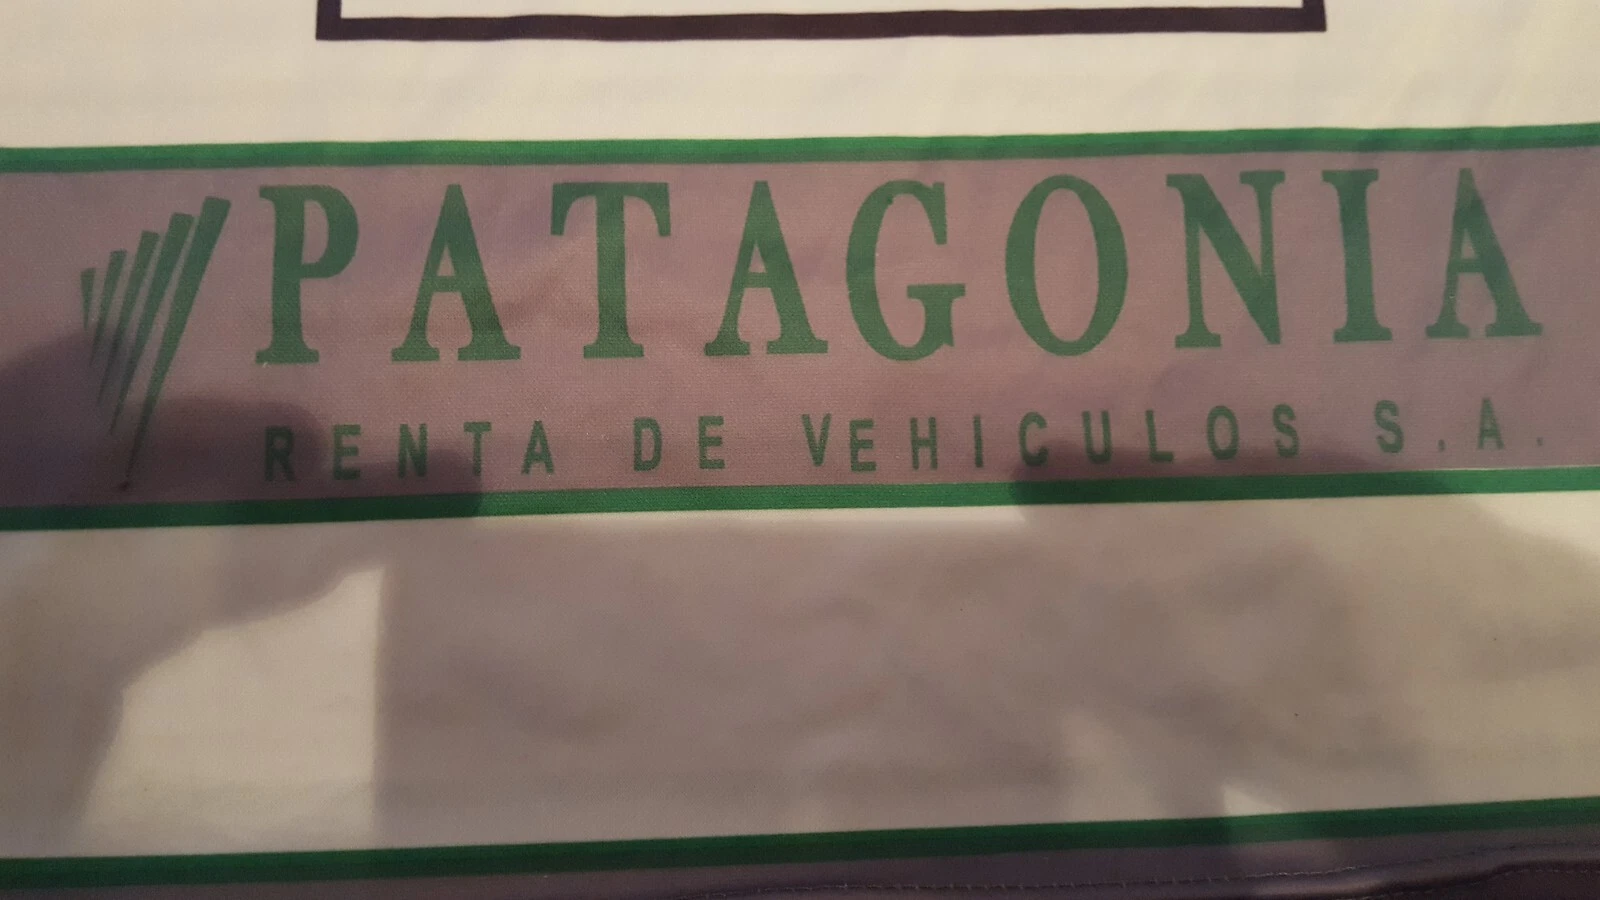 PATAGONIA
RENTA DE VEHICULOS S.A.